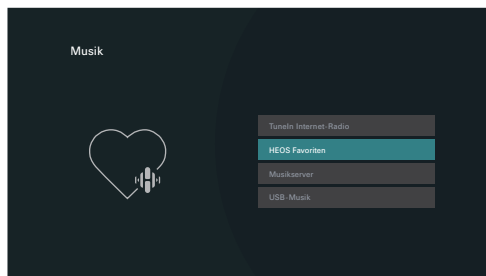 Musik
TuneIn Internet-Radio
HEOS Favoriten
Musikserver
USB-Musik